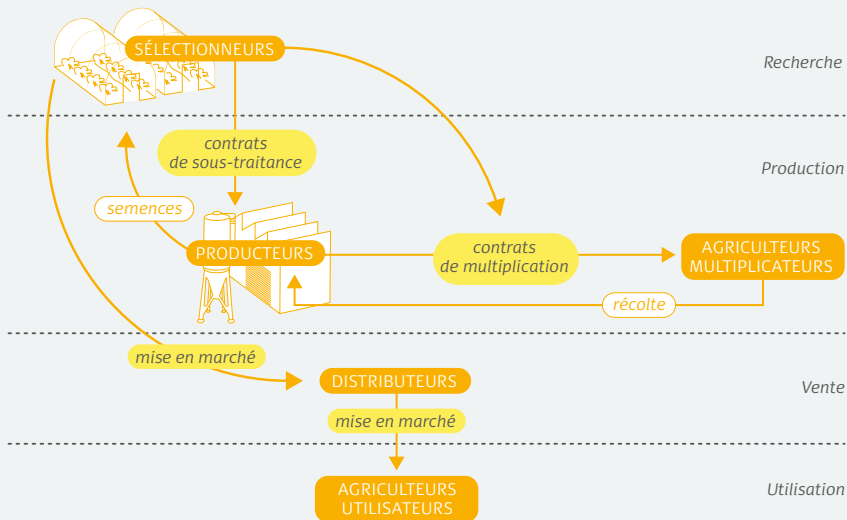 SÉLECTIONNEURS
Recherche
contrats
de sous-traitance
Production
semences
PRODUCTEURS
contrats
de multiplication
AGRICULTEURS
MULTIPLICATEURS
récolte
mise en marché
DISTRIBUTEURS
Vente
mise en marché
AGRICULTEURS
UTILISATEURS
Utilisation